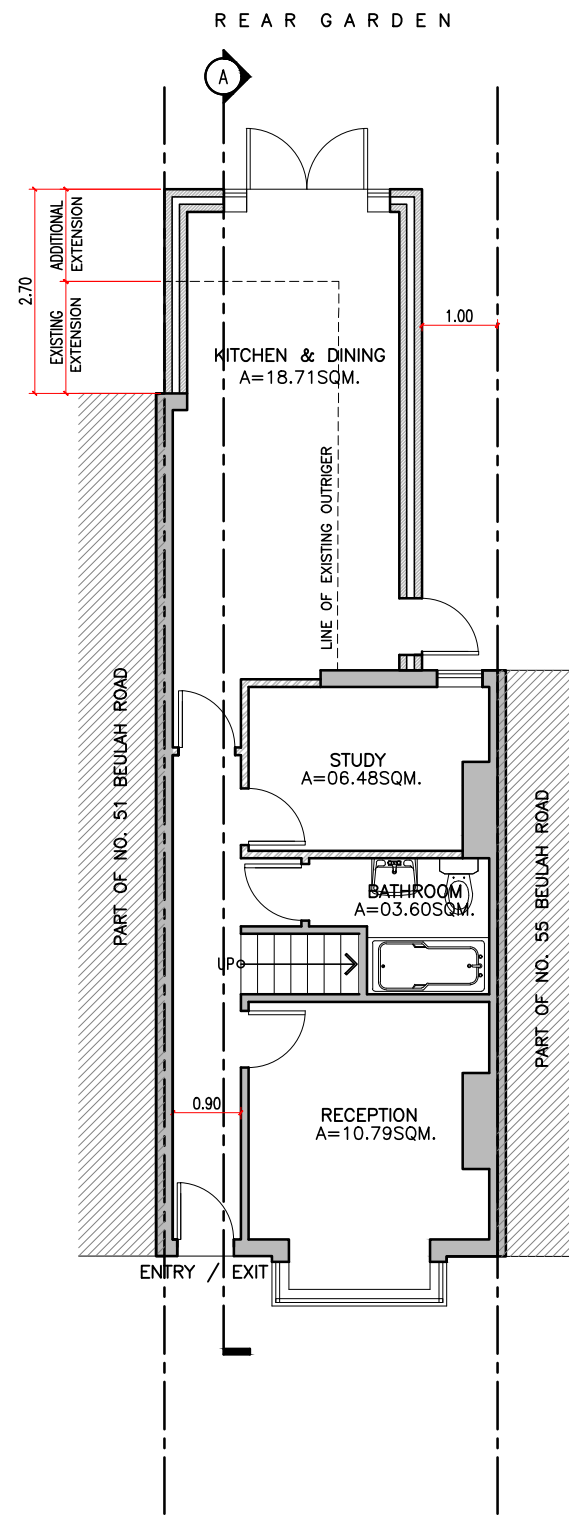 REAR GARDEN
A
ADDITIONAL
EXTENSION
2.70
EXISTING
EXTENSION
1.00
KITCHEN & DINING
A=18.71SQM.
LINE OF EXISTING OUTRIGER
PART OF NO. 51 BEULAH ROAD
STUDY
A=06.48SQM.
PART OF NO. 55 BEULAH ROAD
BATHROOM
A=03.60SQM.
UP
0.90
RECEPTION
A=10.79SQM.
ENTRY / EXIT